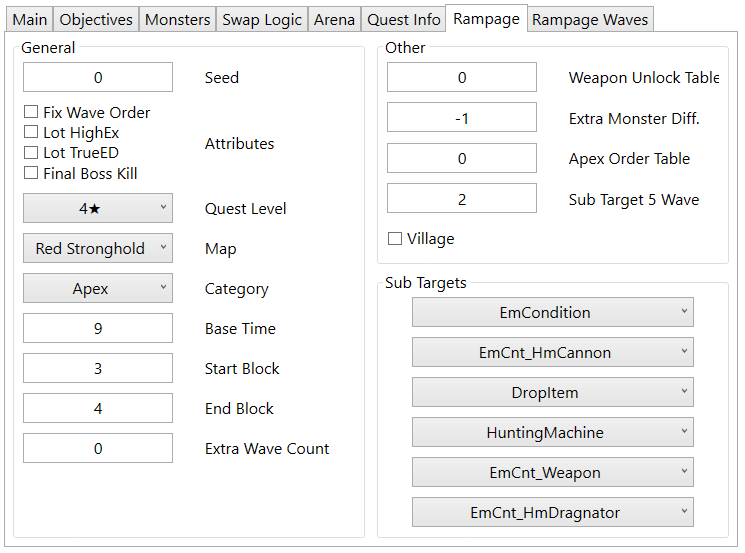 Main Objectives Monsters Swap Logic Arena Quest Info Rampage Rampage Waves
General
0 Seed
Fix Wave Order
Lot HighEx
Lot TrueED
Final Boss Kill
Attributes
4★ Quest Level
Red Stronghold Map
Apex Category
9 Base Time
3 Start Block
4 End Block
0 Extra Wave Count
Other
0 Weapon Unlock Table
-1 Extra Monster Diff.
0 Apex Order Table
2 Sub Target 5 Wave
Village
Sub Targets
EmCondition
EmCnt_HmCannon
DropItem
HuntingMachine
EmCnt_Weapon
EmCnt_HmDragnator